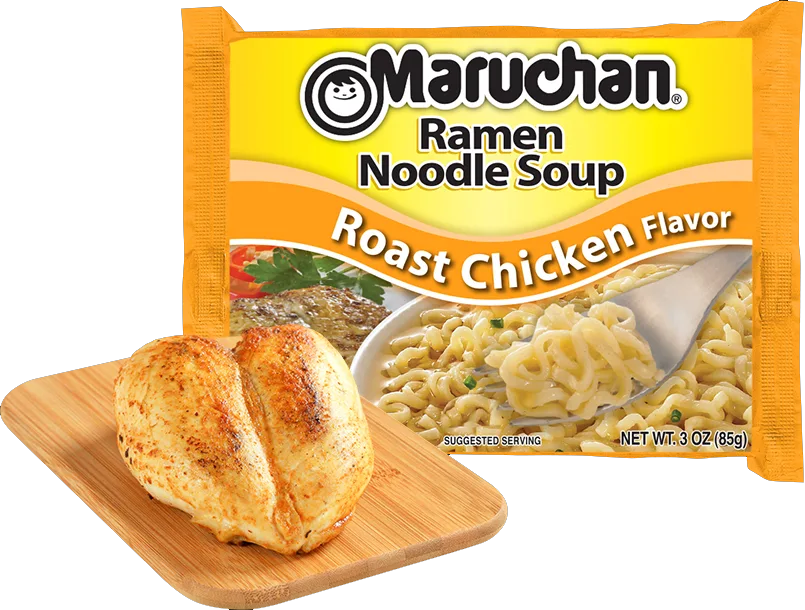 Maruchan®
Ramen
Noodle Soup
Roast Chicken Flavor
SUGGESTED SERVING
NET WT. 3 OZ (85g)